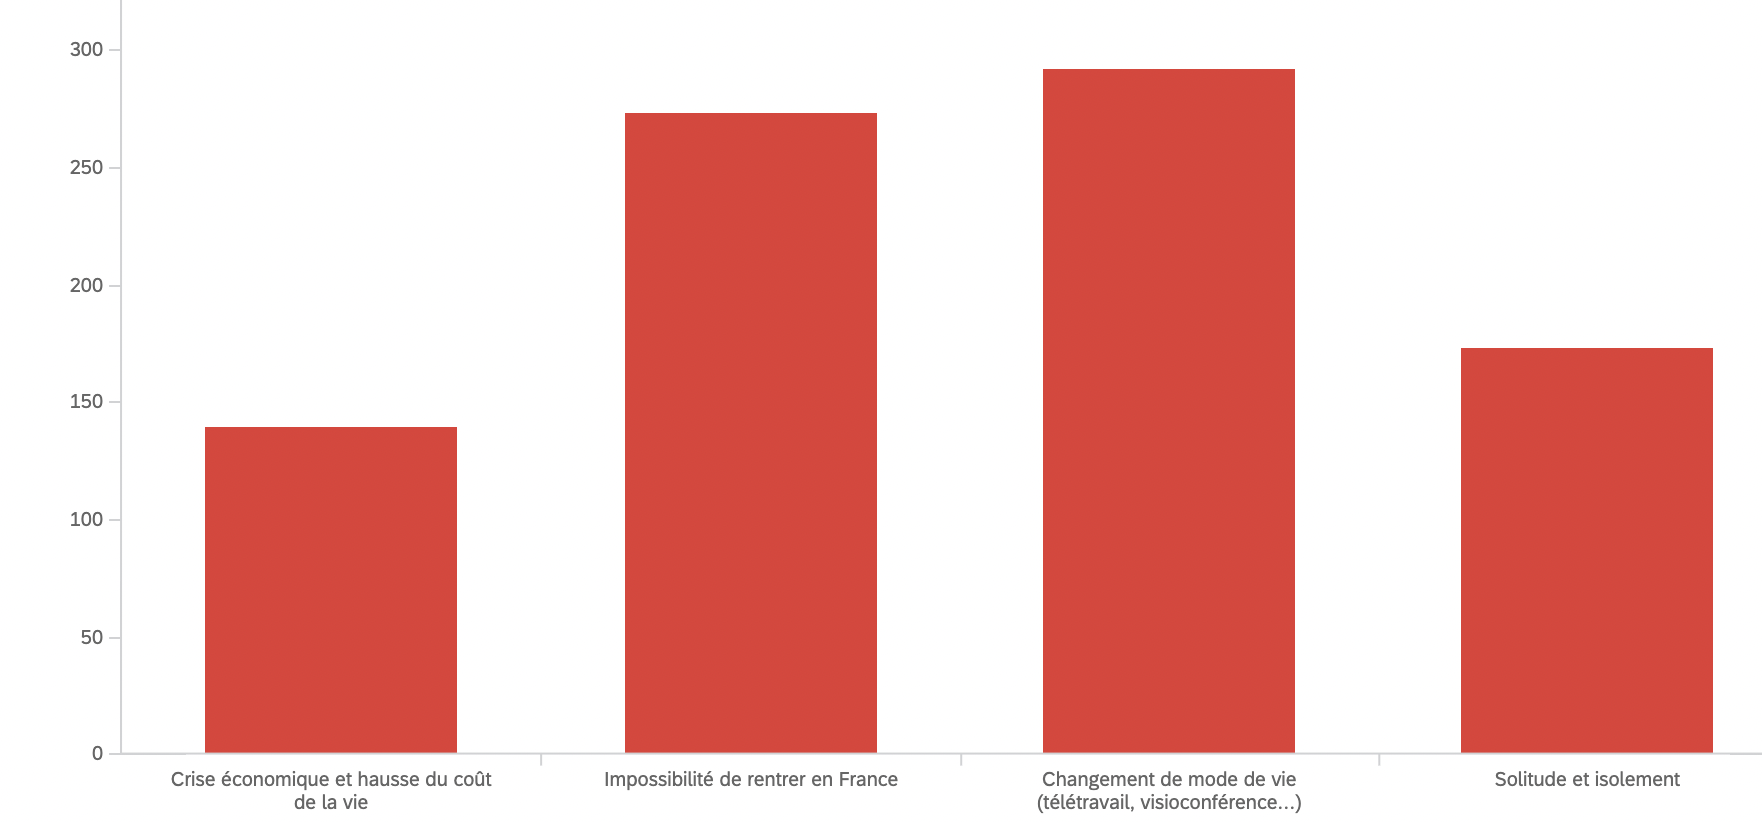 300
250
200
150
100
50
0
Crise économique et hausse du coût
de la vie
Impossibilité de rentrer en France
Changement de mode de vie
(télétravail, visioconférence...)
Solitude et isolement